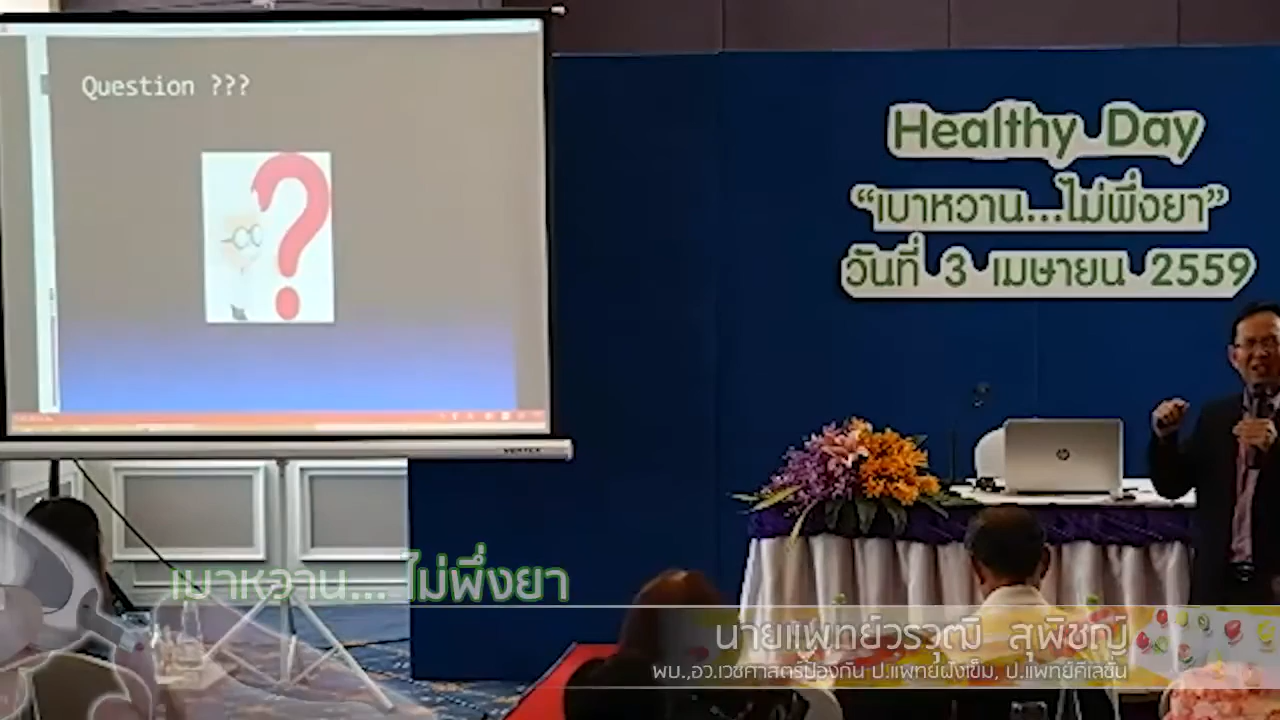 Question ???
Healthy Day
“เบาหวาน...ไม่พึ่งยา”
วันที่ 3 เมษายน 2559
VERTEX
hp
เบาหวาน... ไม่พึ่งยา
นายแพทย์วรวุฒิ สุพิชญ์
พบ.,อว.เวชศาสตร์ป้องกัน ป.แพทย์ฝังเข็ม, ป.แพทย์คีเลชั่น